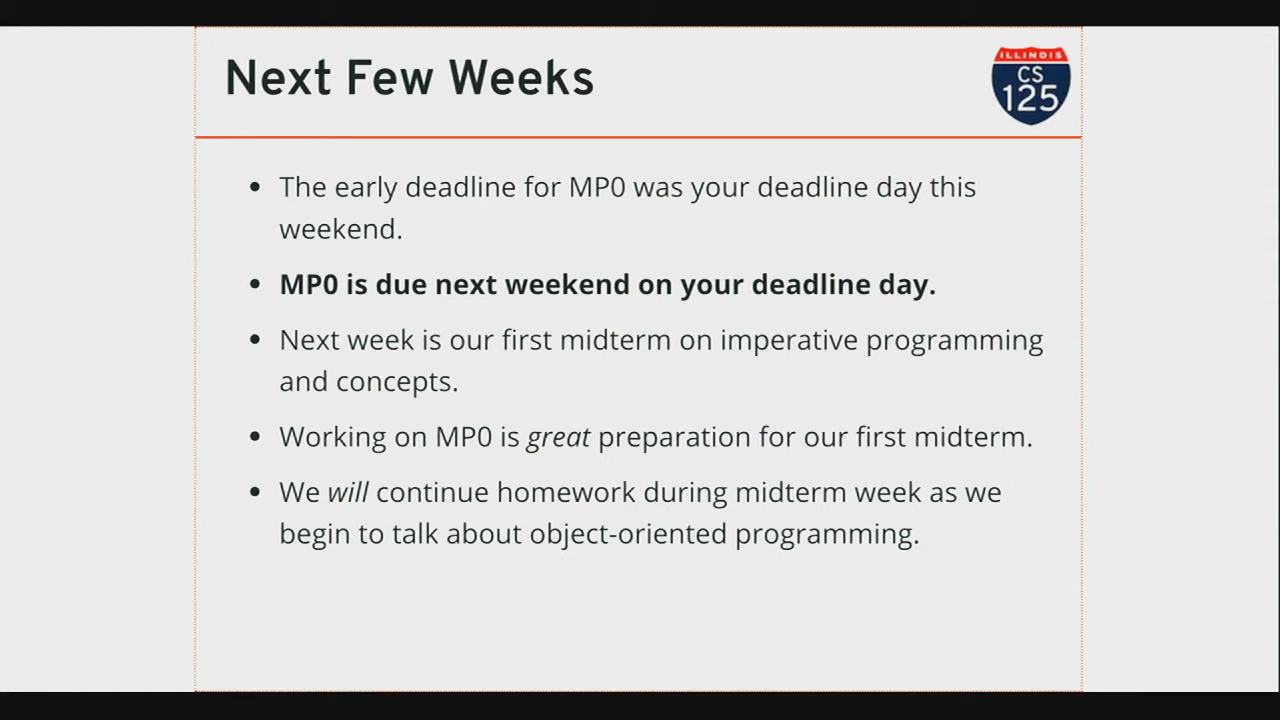 Next Few Weeks
ILLINOIS
CS
125
• The early deadline for MP0 was your deadline day this
weekend.
• MP0 is due next weekend on your deadline day.
• Next week is our first midterm on imperative programming
and concepts.
• Working on MP0 is great preparation for our first midterm.
• We will continue homework during midterm week as we
begin to talk about object-oriented programming.